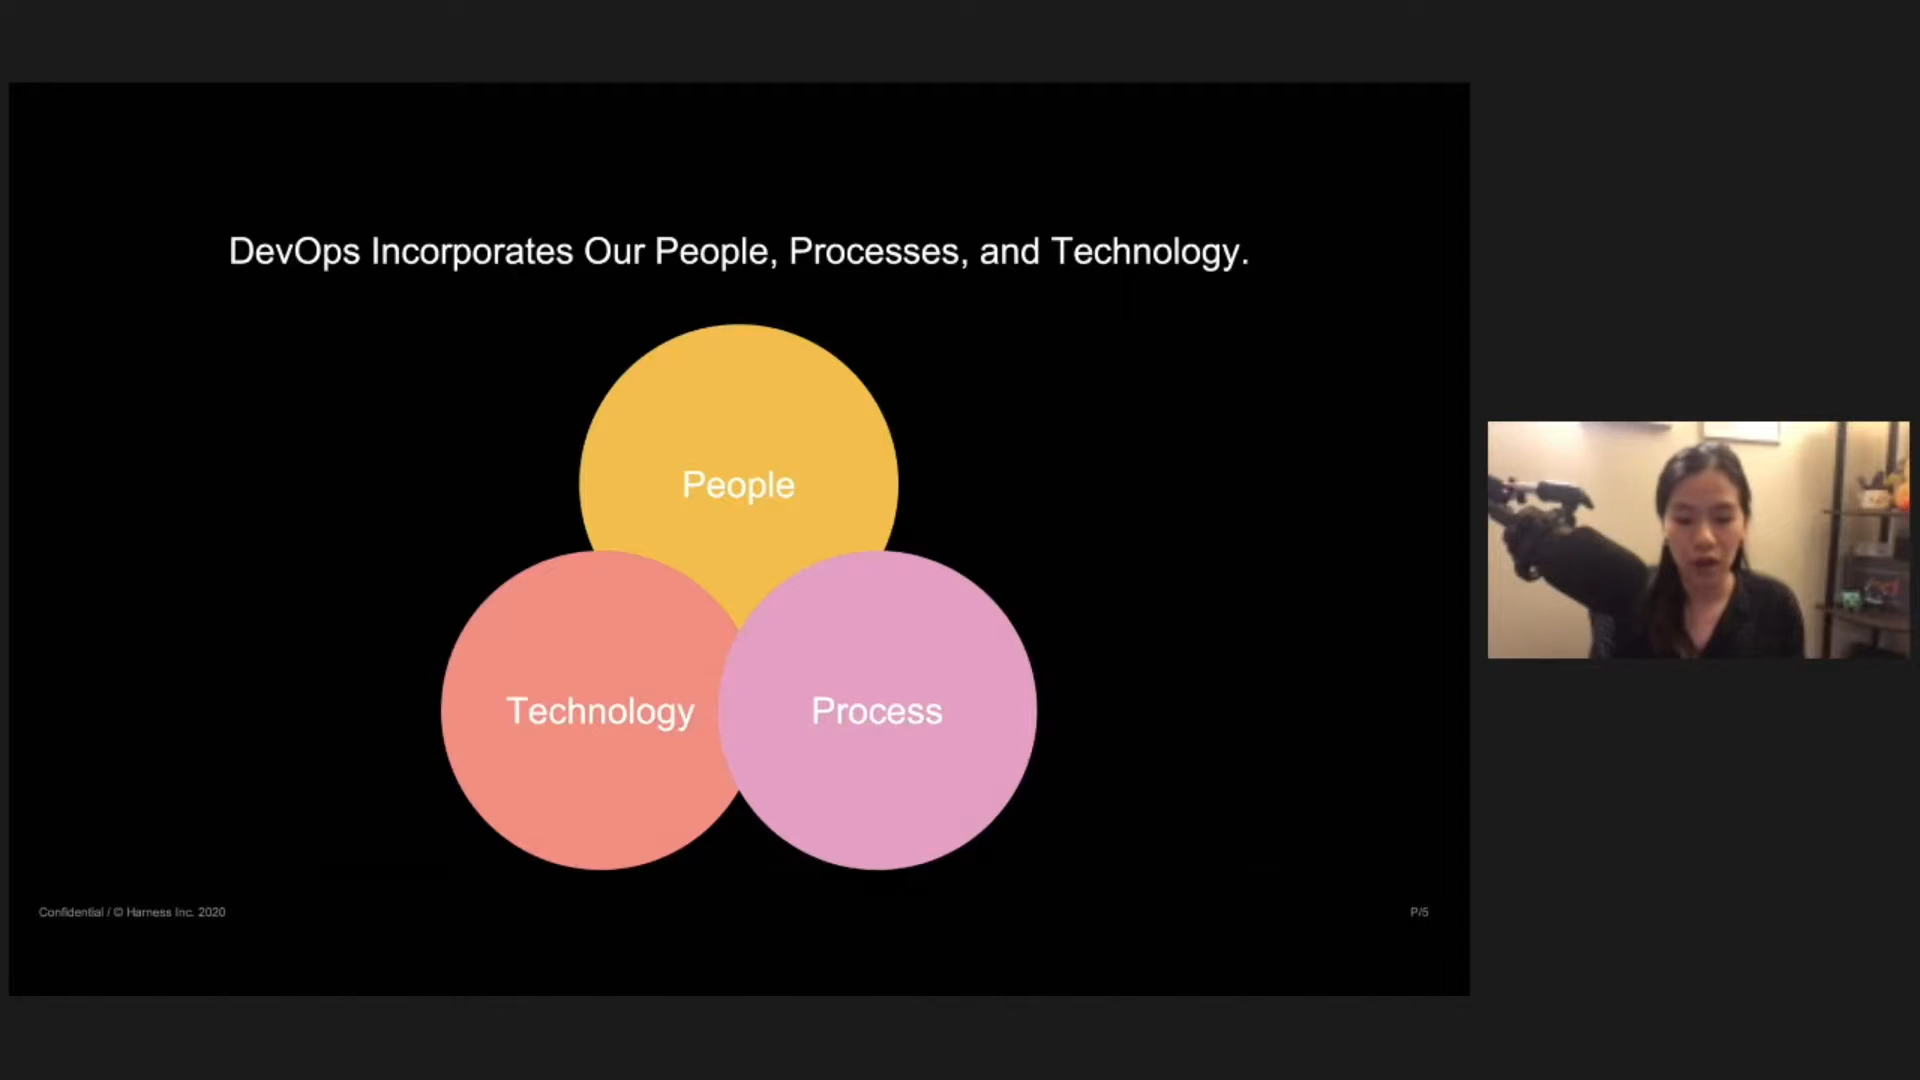 DevOps Incorporates Our People, Processes, and Technology.
People
Technology
Process
Confidential / © Harness Inc. 2020
P/5